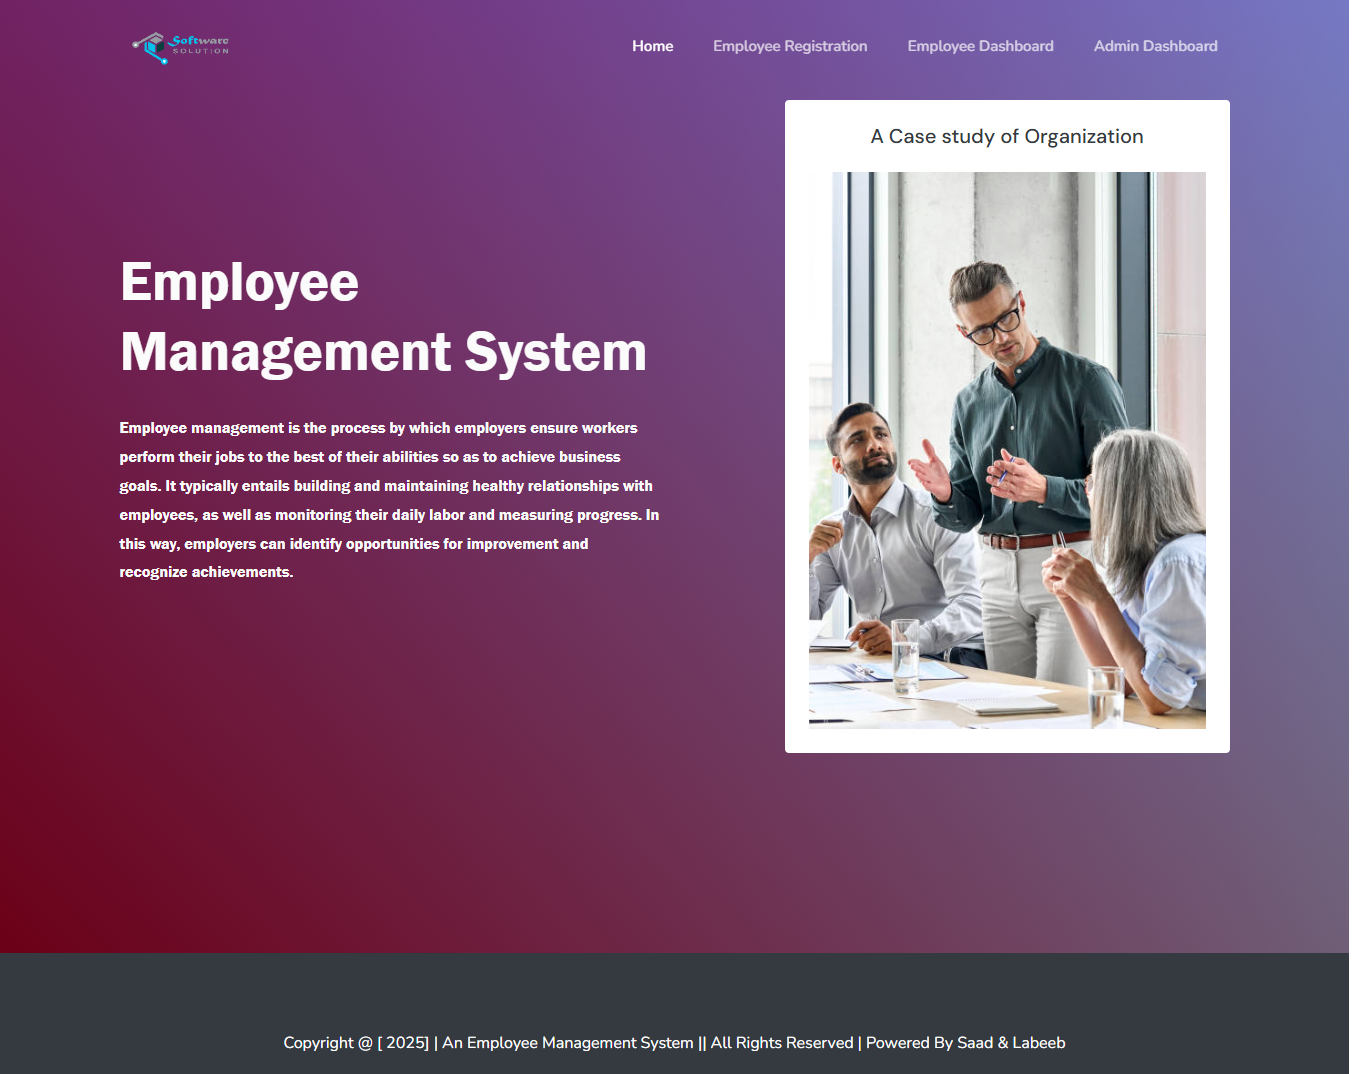 Software
SOLUTION
Home
Employee Registration
Employee Dashboard
Admin Dashboard
A Case study of Organization
Employee
Management System
Employee management is the process by which employers ensure workers
perform their jobs to the best of their abilities so as to achieve business
goals. It typically entails building and maintaining healthy relationships with
employees, as well as monitoring their daily labor and measuring progress. In
this way, employers can identify opportunities for improvement and
recognize achievements.
Copyright @ [ 2025] | An Employee Management System || All Rights Reserved | Powered By Saad & Labeeb